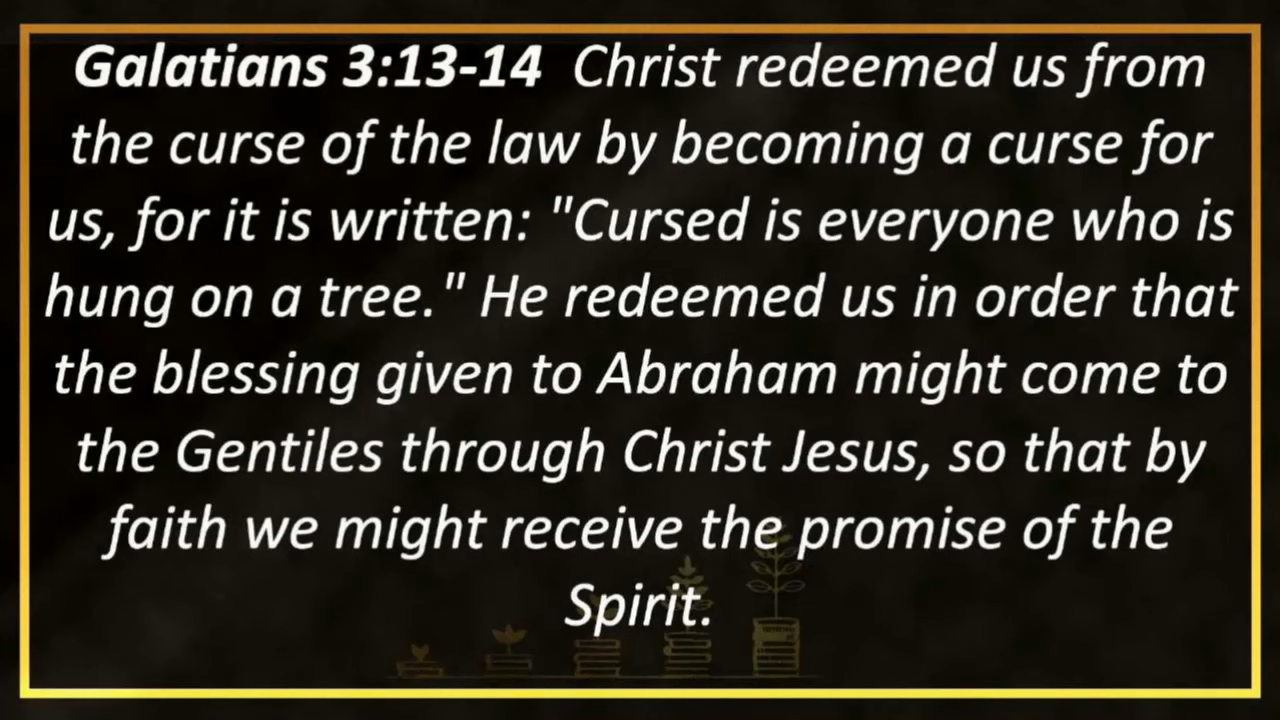 Galatians 3:13-14 Christ redeemed us from
the curse of the law by becoming a curse for
us, for it is written: "Cursed is everyone who is
hung on a tree." He redeemed us in order that
the blessing given to Abraham might come to
the Gentiles through Christ Jesus, so that by
faith we might receive the promise of the
Spirit.